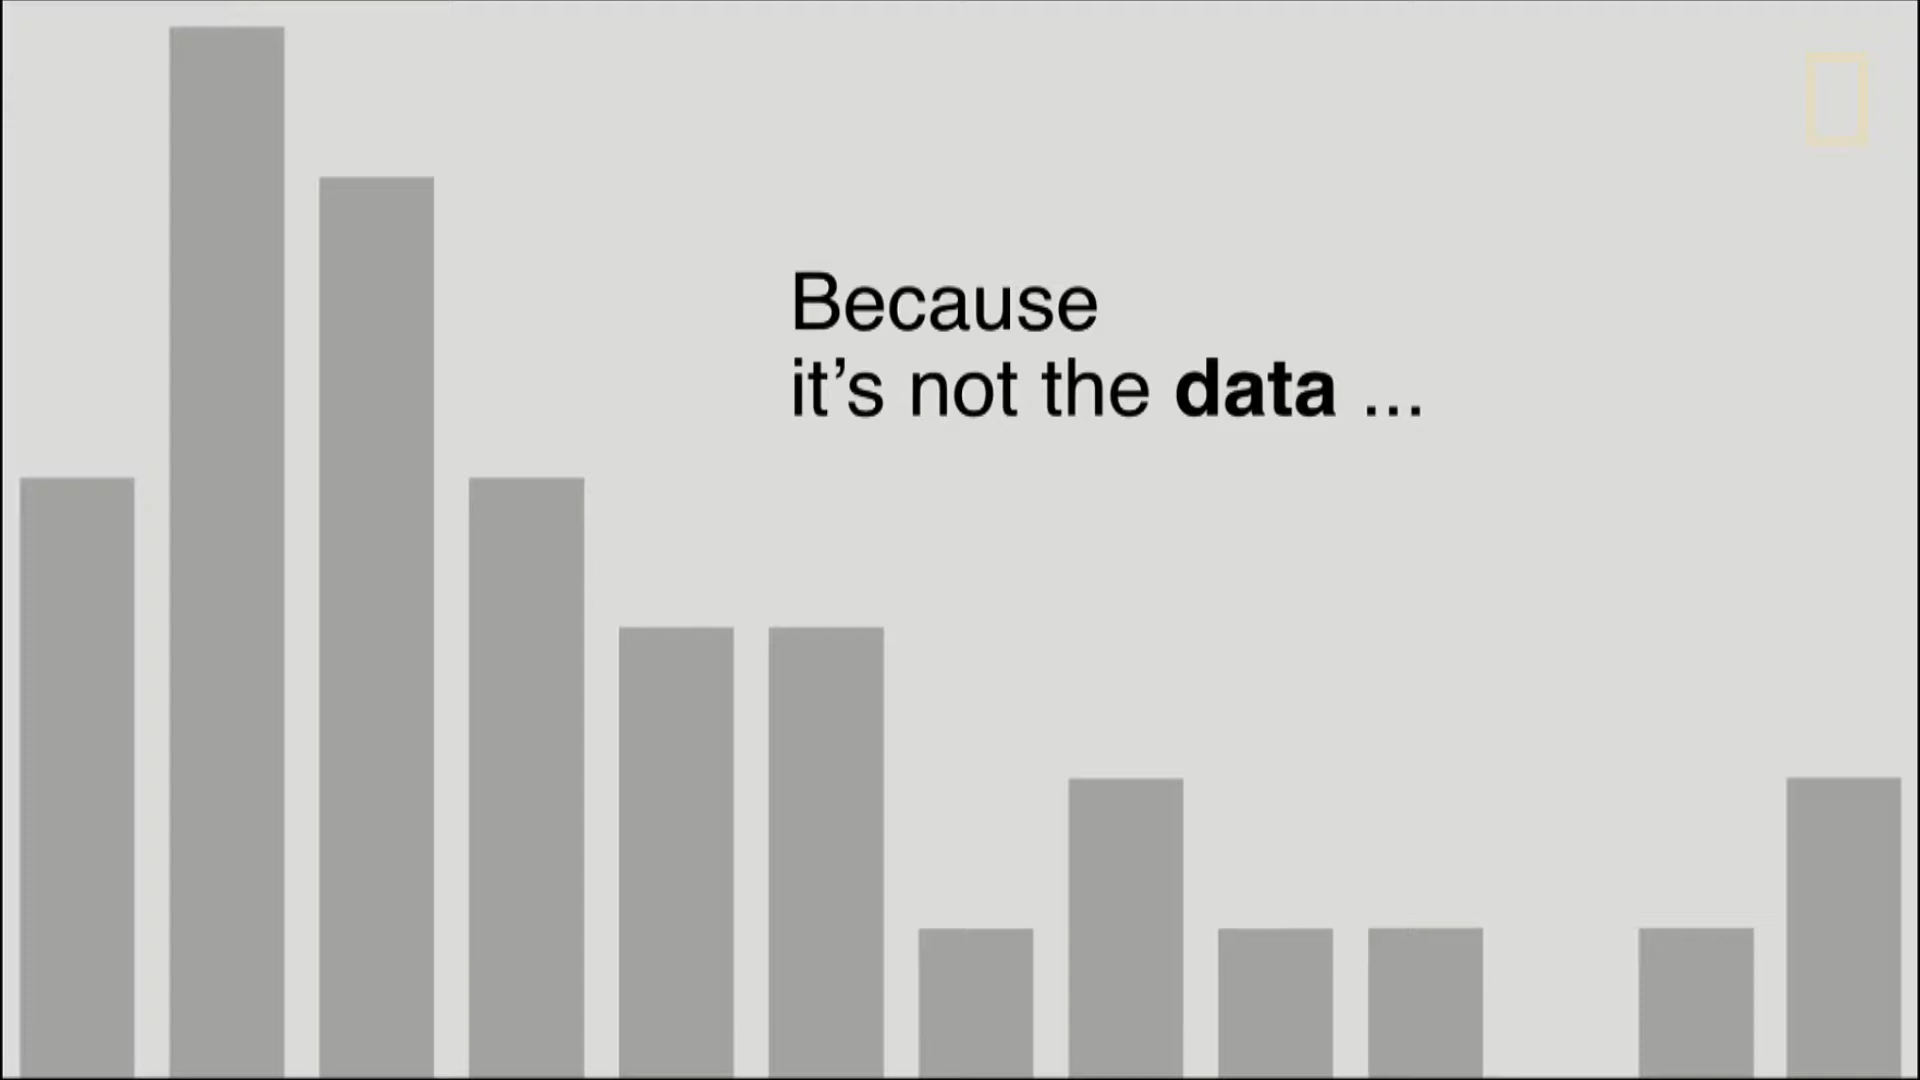 Because
it’s not the data ...